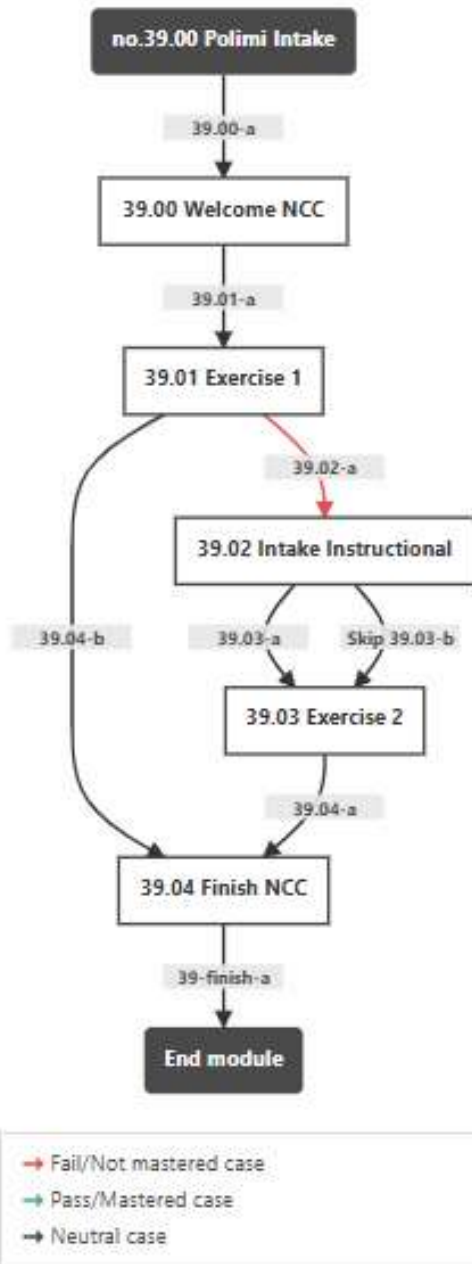 no.39.00 Polimi Intake
39.00-a
39.00 Welcome NCC
39.01-a
39.01 Exercise 1
39.02-a
39.02 Intake Instructional
39.04-b
39.03-a
Skip 39.03-b
39.03 Exercise 2
39.04-a
39.04 Finish NCC
39-finish-a
End module
Fail/Not mastered case
Pass/Mastered case
Neutral case